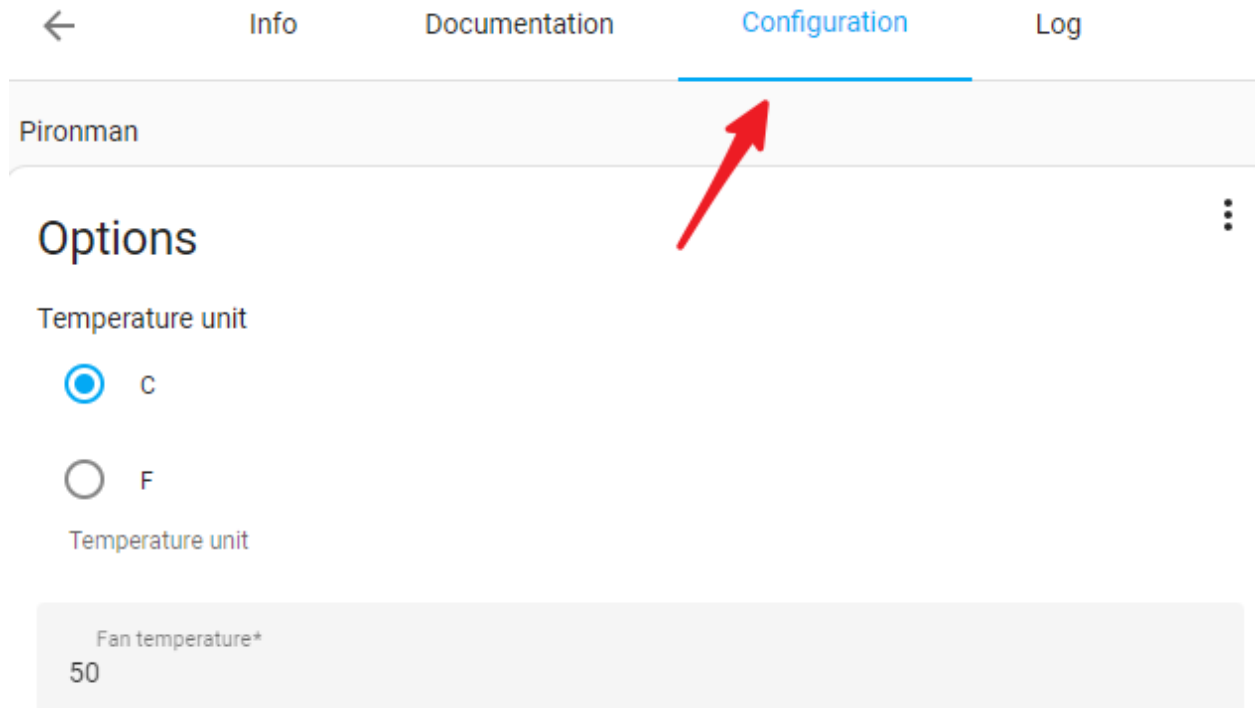 Info Documentation Configuration Log
Pironman
Options
Temperature unit
C
F
Temperature unit
Fan temperature*
50